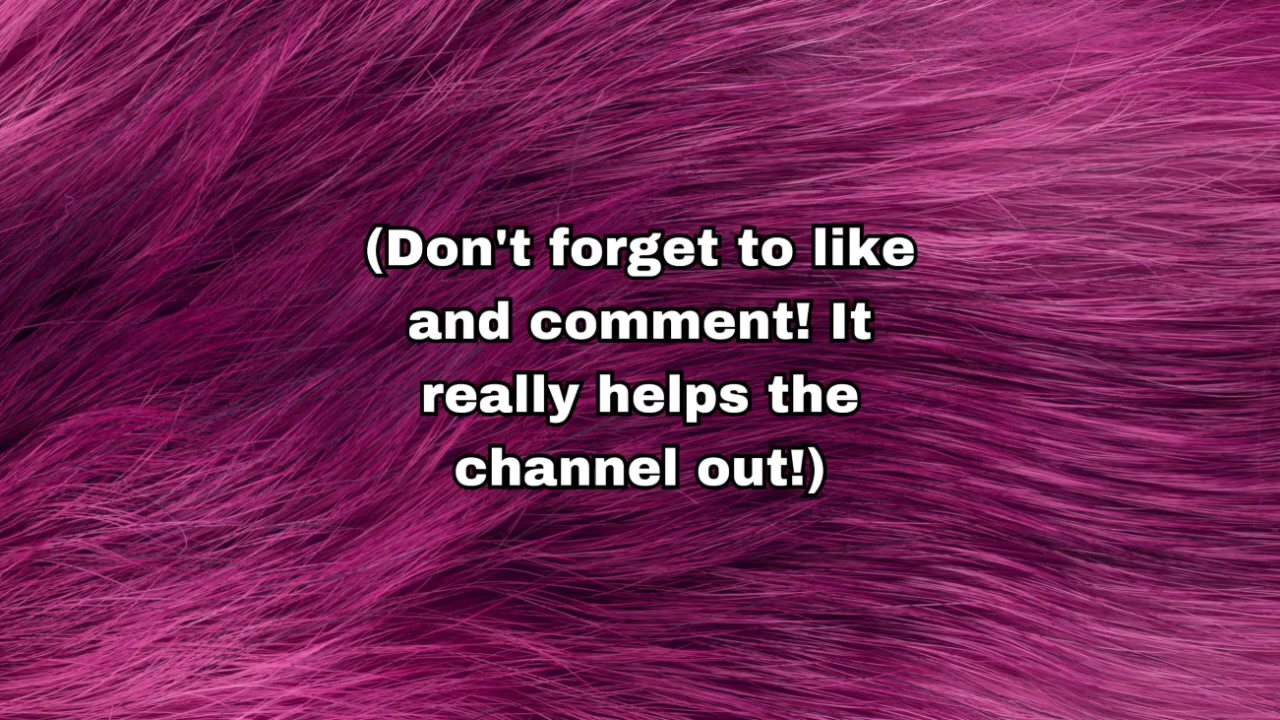 (Don't forget to like
and comment! It
really helps the
channel out!)